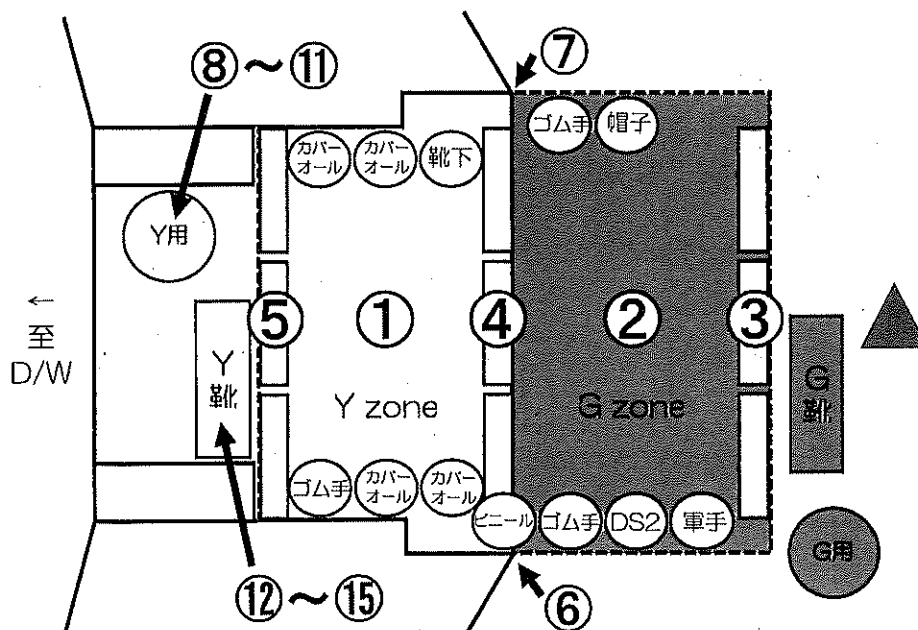 ⑧～⑪
⑦
ゴム手
帽子
カバー
オール
カバー
オール
靴下
Y用
←
至
D/W
⑤
①
④
②
③
Y
靴
Y zone
G zone
G
靴
ゴム手
カバー
オール
カバー
オール
ビニール
ゴム手
DS2
軍手
G用
⑫～⑮
⑥